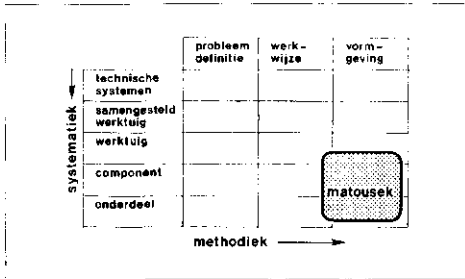 probleem werk- vorm-
definitie wijze geving
technische
systemen
samengesteld
werktuig
werktuig
component
onderdeel
matousek
systematiek
methodiek